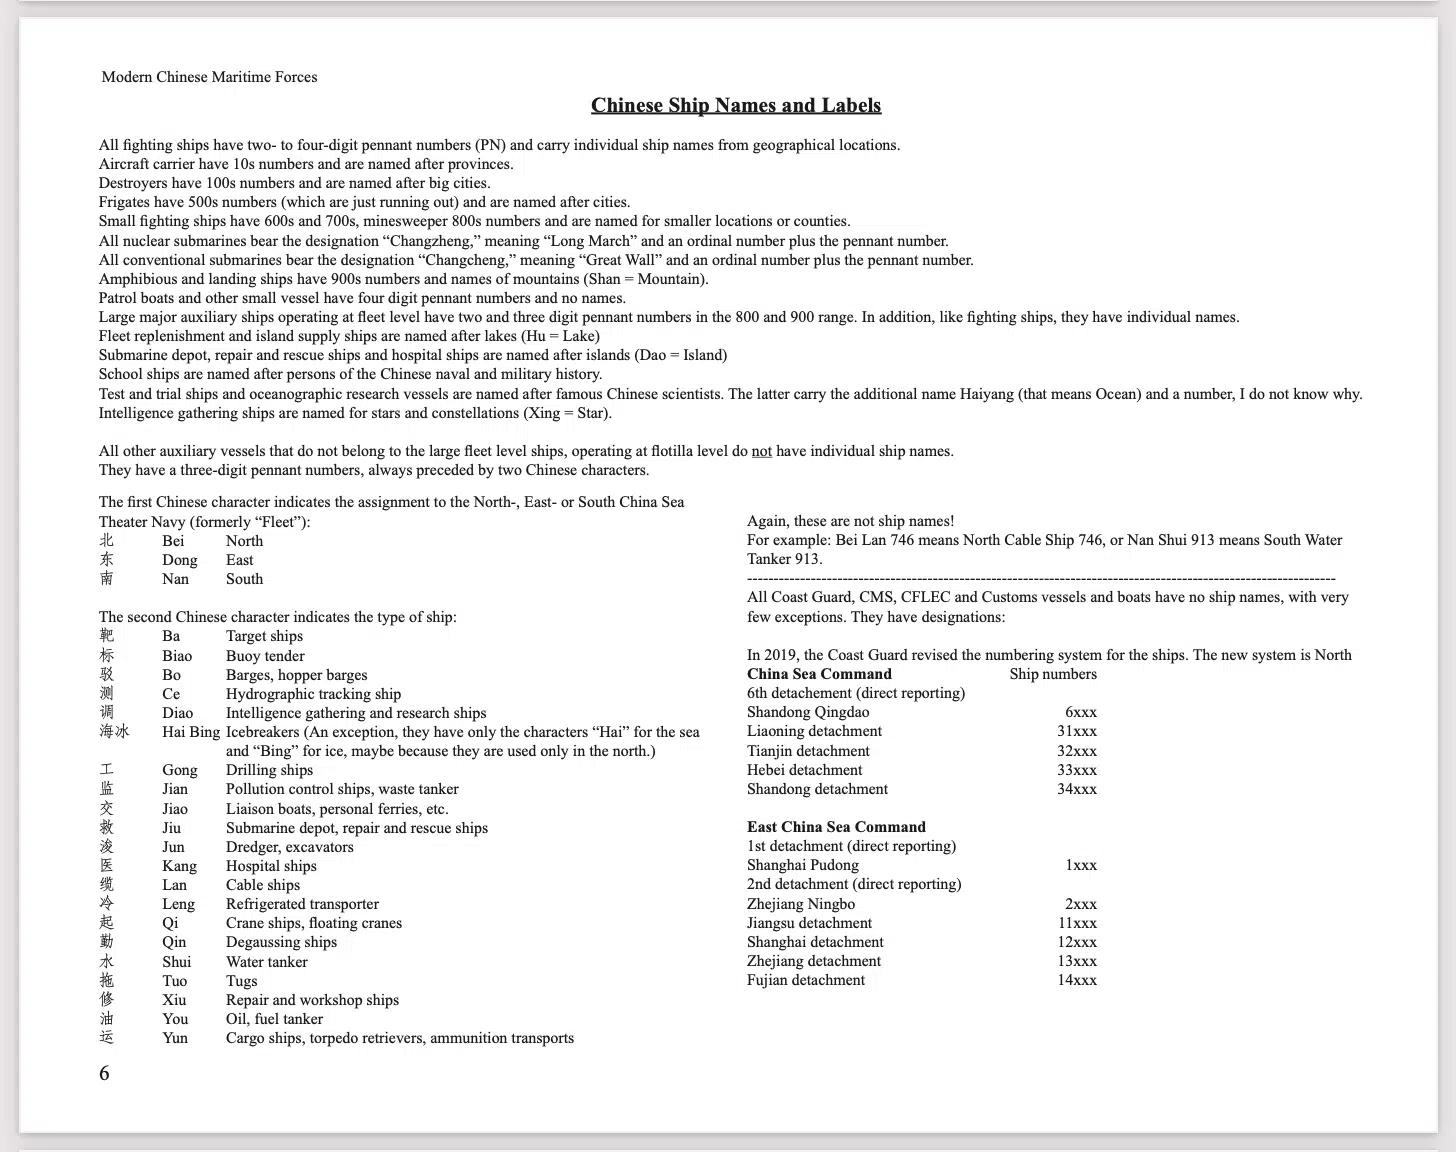 Modern Chinese Maritime Forces
Chinese Ship Names and Labels
All fighting ships have two- to four-digit pennant numbers (PN) and carry individual ship names from geographical locations.
Aircraft carrier have 10s numbers and are named after provinces.
Destroyers have 100s numbers and are named after big cities.
Frigates have 500s numbers (which are just running out) and are named after cities.
Small fighting ships have 600s and 700s, minesweeper 800s numbers and are named for smaller locations or counties.
All nuclear submarines bear the designation “Changzheng,” meaning “Long March” and an ordinal number plus the pennant number.
All conventional submarines bear the designation “Changcheng,” meaning “Great Wall” and an ordinal number plus the pennant number.
Amphibious and landing ships have 900s numbers and names of mountains (Shan = Mountain).
Patrol boats and other small vessel have four digit pennant numbers and no names.
Large major auxiliary ships operating at fleet level have two and three digit pennant numbers in the 800 and 900 range. In addition, like fighting ships, they have individual names.
Fleet replenishment and island supply ships are named after lakes (Hu = Lake)
Submarine depot, repair and rescue ships and hospital ships are named after islands (Dao = Island)
School ships are named after persons of the Chinese naval and military history.
Test and trial ships and oceanographic research vessels are named after famous Chinese scientists. The latter carry the additional name Haiyang (that means Ocean) and a number, I do not know why.
Intelligence gathering ships are named for stars and constellations (Xing = Star).
All other auxiliary vessels that do not belong to the large fleet level ships, operating at flotilla level do not have individual ship names.
They have a three-digit pennant numbers, always preceded by two Chinese characters.
The first Chinese character indicates the assignment to the North-, East- or South China Sea
Theater Navy (formerly “Fleet”):
北 Bei North
东 Dong East
南 Nan South
The second Chinese character indicates the type of ship:
靶 Ba Target ships
标 Biao Buoy tender
驳 Bo Barges, hopper barges
测 Ce Hydrographic tracking ship
调 Diao Intelligence gathering and research ships
海冰 Hai Bing Icebreakers (An exception, they have only the characters “Hai” for the sea
and “Bing” for ice, maybe because they are used only in the north.)
工 Gong Drilling ships
监 Jian Pollution control ships, waste tanker
交 Jiao Liaison boats, personal ferries, etc.
救 Jiu Submarine depot, repair and rescue ships
浚 Jun Dredger, excavators
医 Kang Hospital ships
缆 Lan Cable ships
冷 Leng Refrigerated transporter
起 Qi Crane ships, floating cranes
勤 Qin Degaussing ships
水 Shui Water tanker
拖 Tuo Tugs
修 Xiu Repair and workshop ships
油 You Oil, fuel tanker
运 Yun Cargo ships, torpedo retrievers, ammunition transports
Again, these are not ship names!
For example: Bei Lan 746 means North Cable Ship 746, or Nan Shui 913 means South Water
Tanker 913.
----------------------------------------------------------------------------------------------------------------------
All Coast Guard, CMS, CFLEC and Customs vessels and boats have no ship names, with very
few exceptions. They have designations:
In 2019, the Coast Guard revised the numbering system for the ships. The new system is North
China Sea Command Ship numbers
6th detachement (direct reporting)
Shandong Qingdao 6xxx
Liaoning detachment 31xxx
Tianjin detachment 32xxx
Hebei detachment 33xxx
Shandong detachment 34xxx
East China Sea Command
1st detachment (direct reporting)
Shanghai Pudong 1xxx
2nd detachment (direct reporting)
Zhejiang Ningbo 2xxx
Jiangsu detachment 11xxx
Shanghai detachment 12xxx
Zhejiang detachment 13xxx
Fujian detachment 14xxx
6